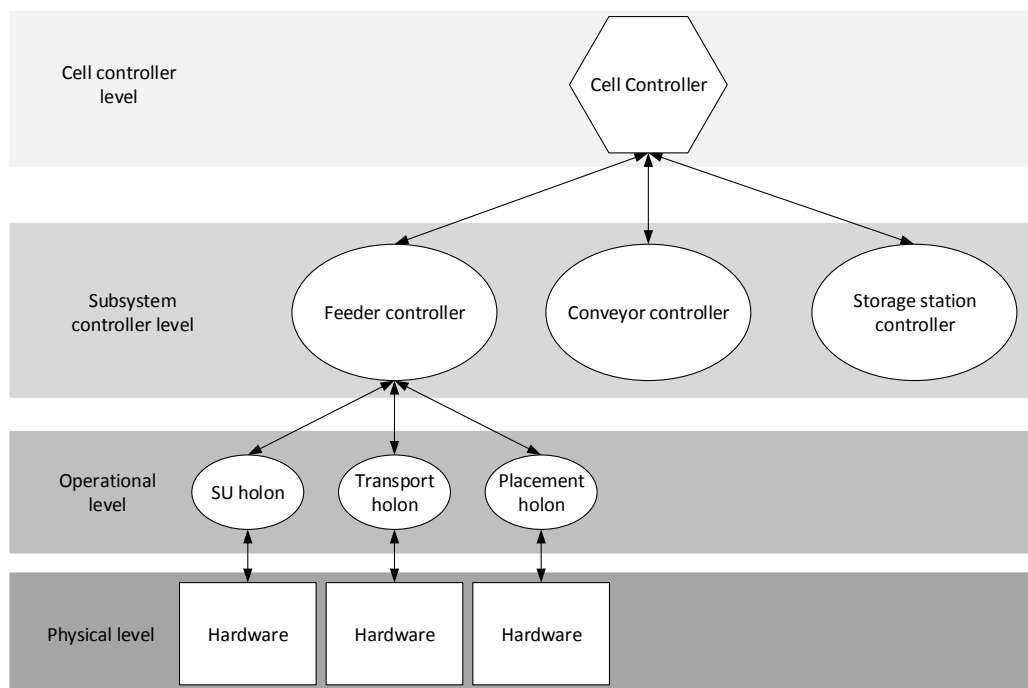 Cell controller
level
Cell Controller
Subsystem
controller level
Feeder controller
Conveyor controller
Storage station
controller
Operational
level
SU holon
Transport
holon
Placement
holon
Physical level
Hardware
Hardware
Hardware